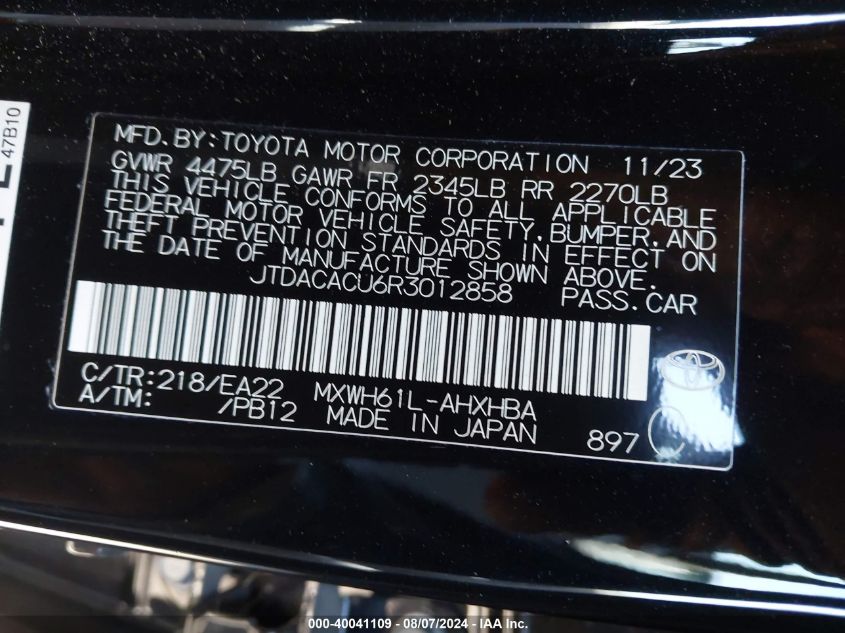 47B10
MFD.BY:TOYOTA MOTOR CORPORATION 11/23
GVWR 4475LB GAWR FR 2345LB RR 2270LB
THIS VEHICLE CONFORMS TO ALL APPLICABLE
FEDERAL MOTOR VEHICLE SAFETY,BUMPER,AND
THEFT PREVENTION STANDARDS IN EFFECT ON
THE DATE OF MANUFACTURE SHOWN ABOVE.
JTDACACU6R3012858 PASS.CAR
C/TR:218/EA22 MXWH61L-AHXHBA
A/TM: /PB12 MADE IN JAPAN 897
000-40041109 - 08/07/2024 - IAA Inc.